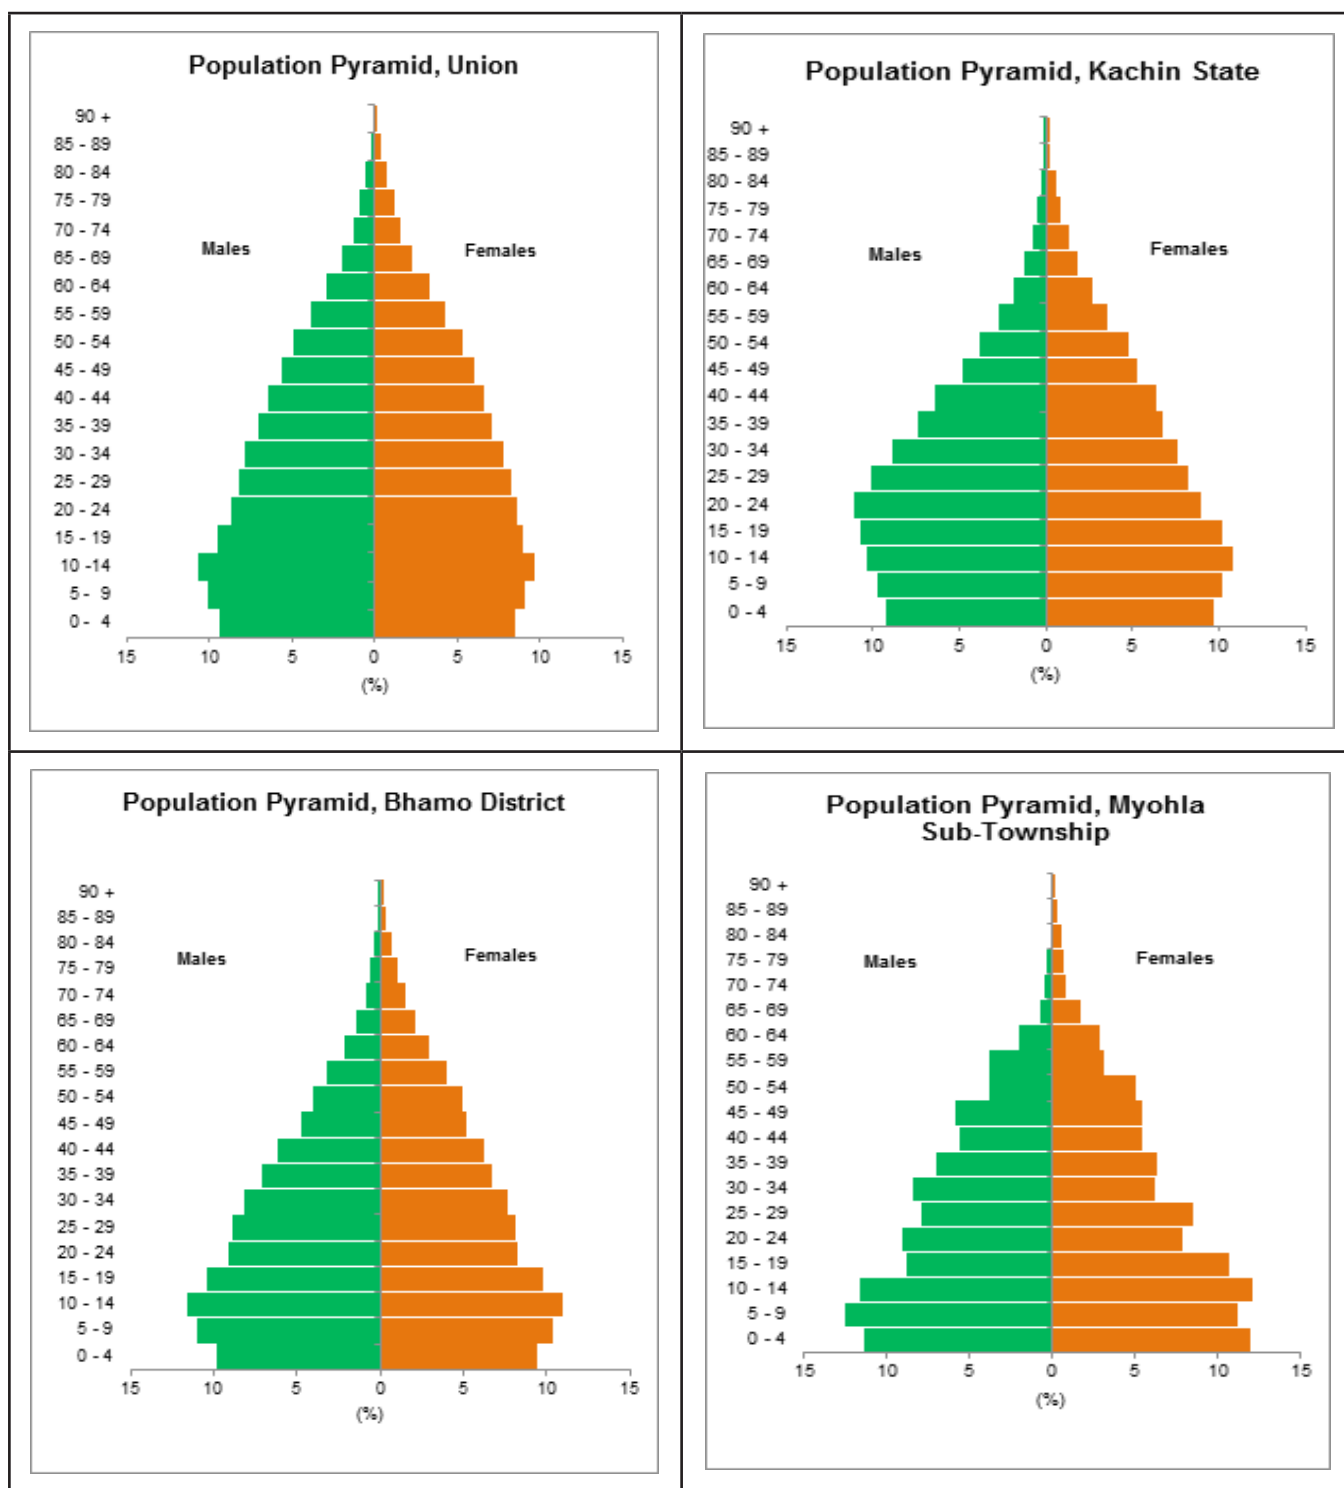 Population Pyramid, Union
90 +
85 - 89
80 - 84
75 - 79
70 - 74
Males
Females
65 - 69
60 - 64
55 - 59
50 - 54
45 - 49
40 - 44
35 - 39
30 - 34
25 - 29
20 - 24
15 - 19
10 -14
5 - 9
0 - 4
15 10 5 0 5 10 15
(%)
Population Pyramid, Kachin State
90 +
85 - 89
80 - 84
75 - 79
70 - 74
Males
Females
65 - 69
60 - 64
55 - 59
50 - 54
45 - 49
40 - 44
35 - 39
30 - 34
25 - 29
20 - 24
15 - 19
10 - 14
5 - 9
0 - 4
15 10 5 0 5 10 15
(%)
Population Pyramid, Bhamo District
90 +
85 - 89
80 - 84
Males
Females
75 - 79
70 - 74
65 - 69
60 - 64
55 - 59
50 - 54
45 - 49
40 - 44
35 - 39
30 - 34
25 - 29
20 - 24
15 - 19
10 - 14
5 - 9
0 - 4
15 10 5 0 5 10 15
(%)
Population Pyramid, Myohla
Sub-Township
90 +
85 - 89
80 - 84
75 - 79
Males
Females
70 - 74
65 - 69
60 - 64
55 - 59
50 - 54
45 - 49
40 - 44
35 - 39
30 - 34
25 - 29
20 - 24
15 - 19
10 - 14
5 - 9
0 - 4
15 10 5 0 5 10 15
(%)